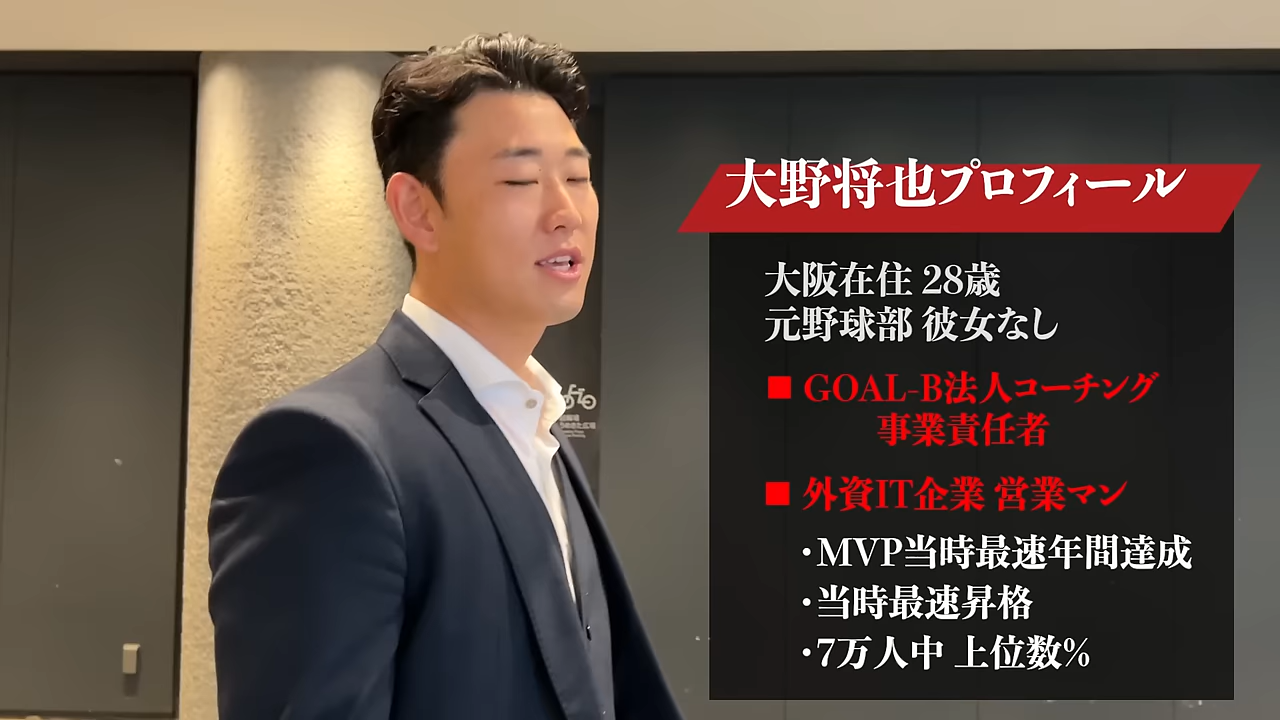 大野将也プロフィール
大阪在住 28歳
元野球部 彼女なし
■ GOAL-B法人コーチング
事業責任者
■ 外資IT企業 営業マン
・MVP当時最速年間達成
・当時最速昇格
・7万人中 上位数%